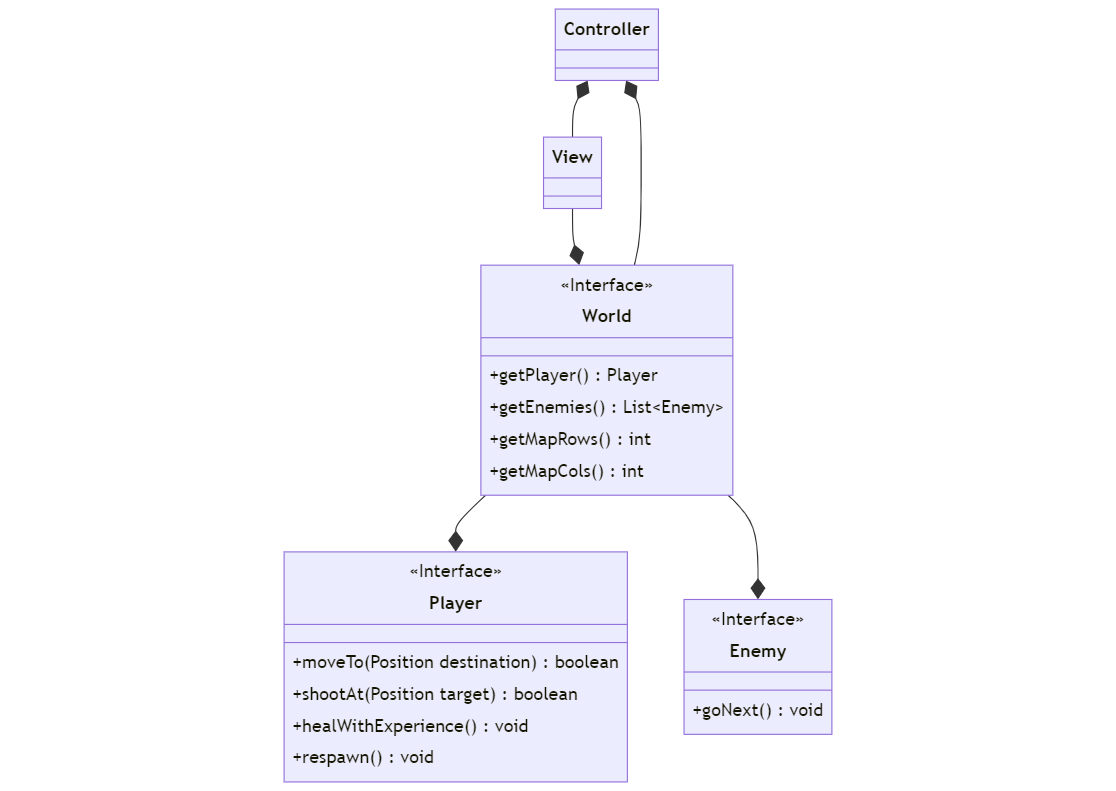 Controller
View
«Interface»
World
+getPlayer() : Player
+getEnemies() : List<Enemy>
+getMapRows() : int
+getMapCols() : int
«Interface»
Player
+moveTo(Position destination) : boolean
+shootAt(Position target) : boolean
+healWithExperience() : void
+respawn() : void
«Interface»
Enemy
+goNext() : void